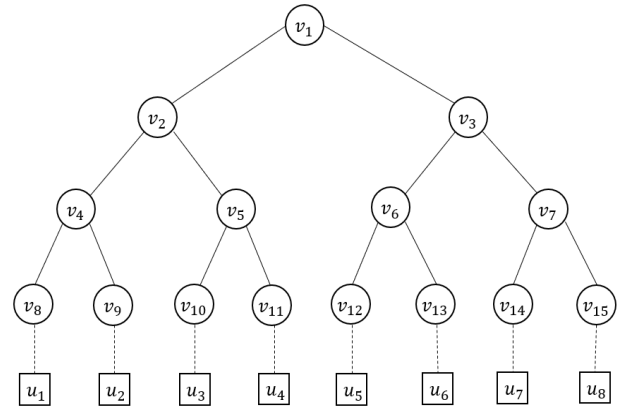 v₁
v₂ v₃
v₄ v₅ v₆ v₇
v₈ v₉ v₁₀ v₁₁ v₁₂ v₁₃ v₁₄ v₁₅
u₁ u₂ u₃ u₄ u₅ u₆ u₇ u₈